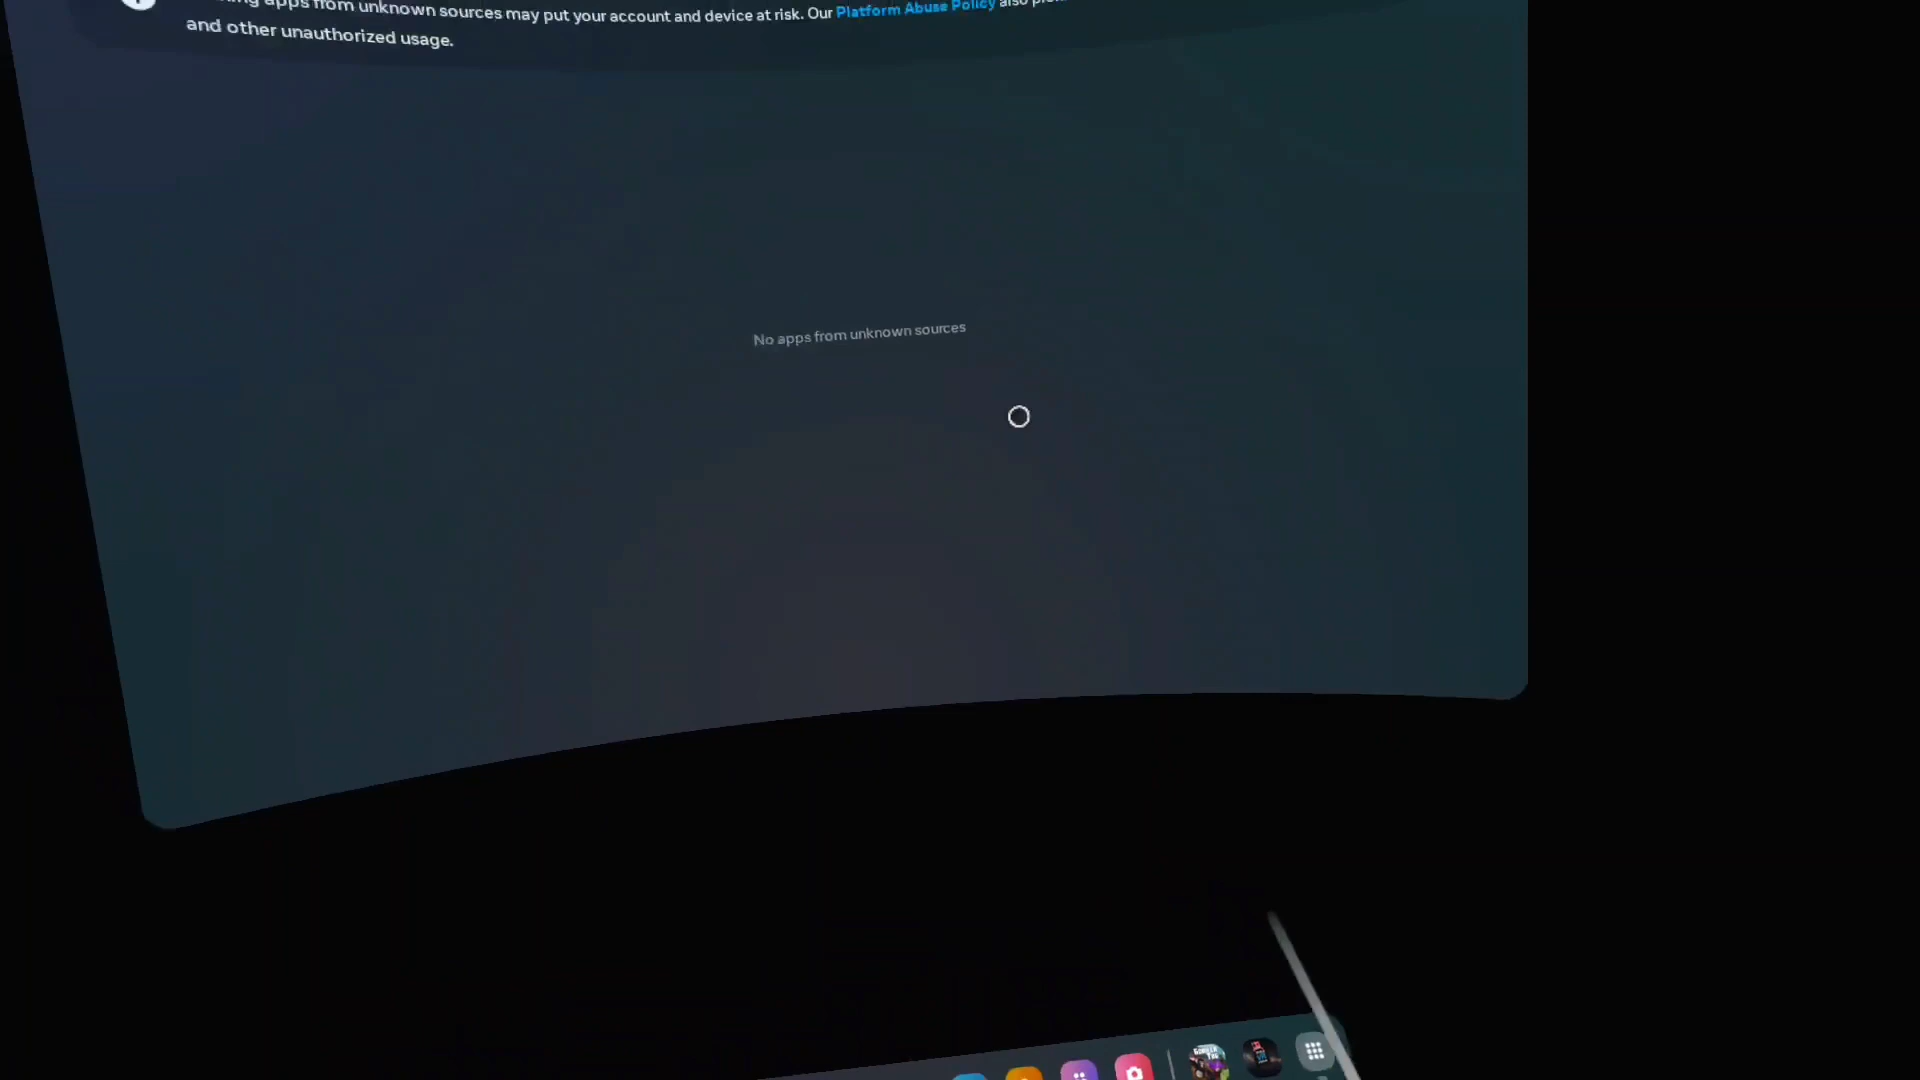 apps from unknown sources may put your account and device at risk. Our Platform Abuse Policy also
and other unauthorized usage.
No apps from unknown sources